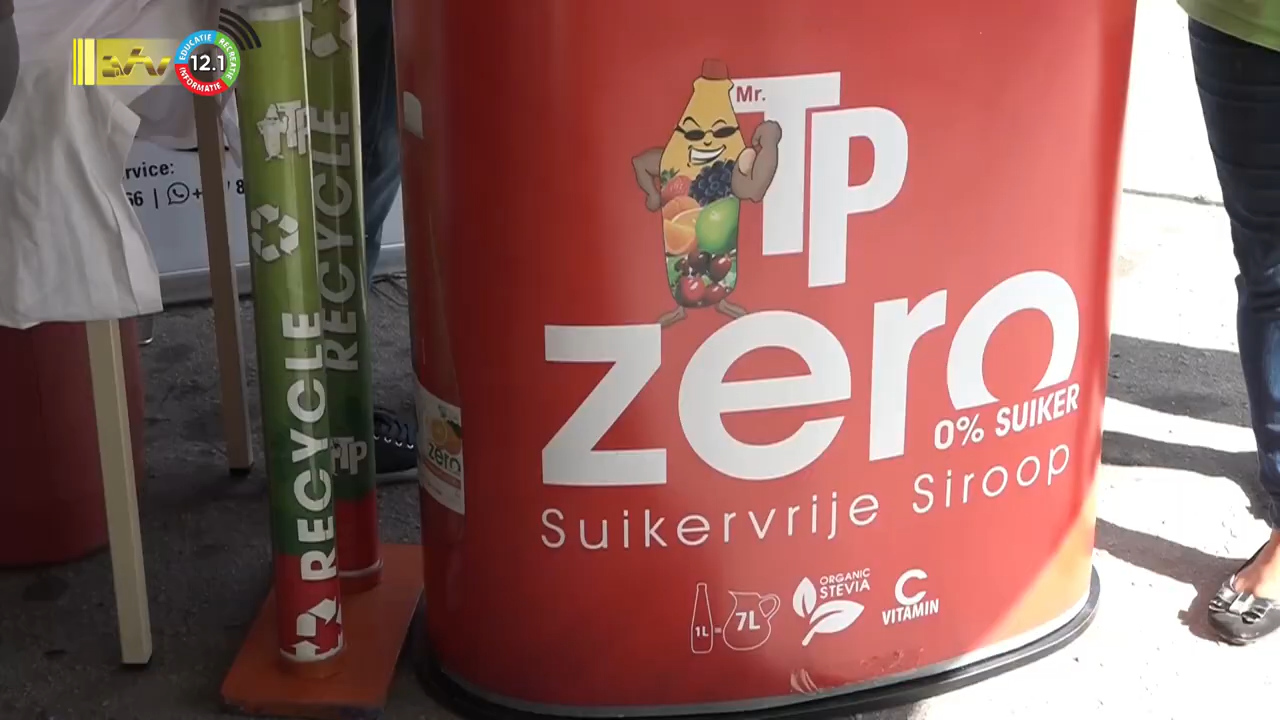 EDUCATIE
RECREATIE
INFORMATIE
12.1
rvice:
66 |
8
RECYCLE
TP
RECYCLE
TP
zero
Mr.
TP
zero
0% SUIKER
Suikervrije Siroop
1L = 7L
ORGANIC
STEVIA
C
VITAMIN